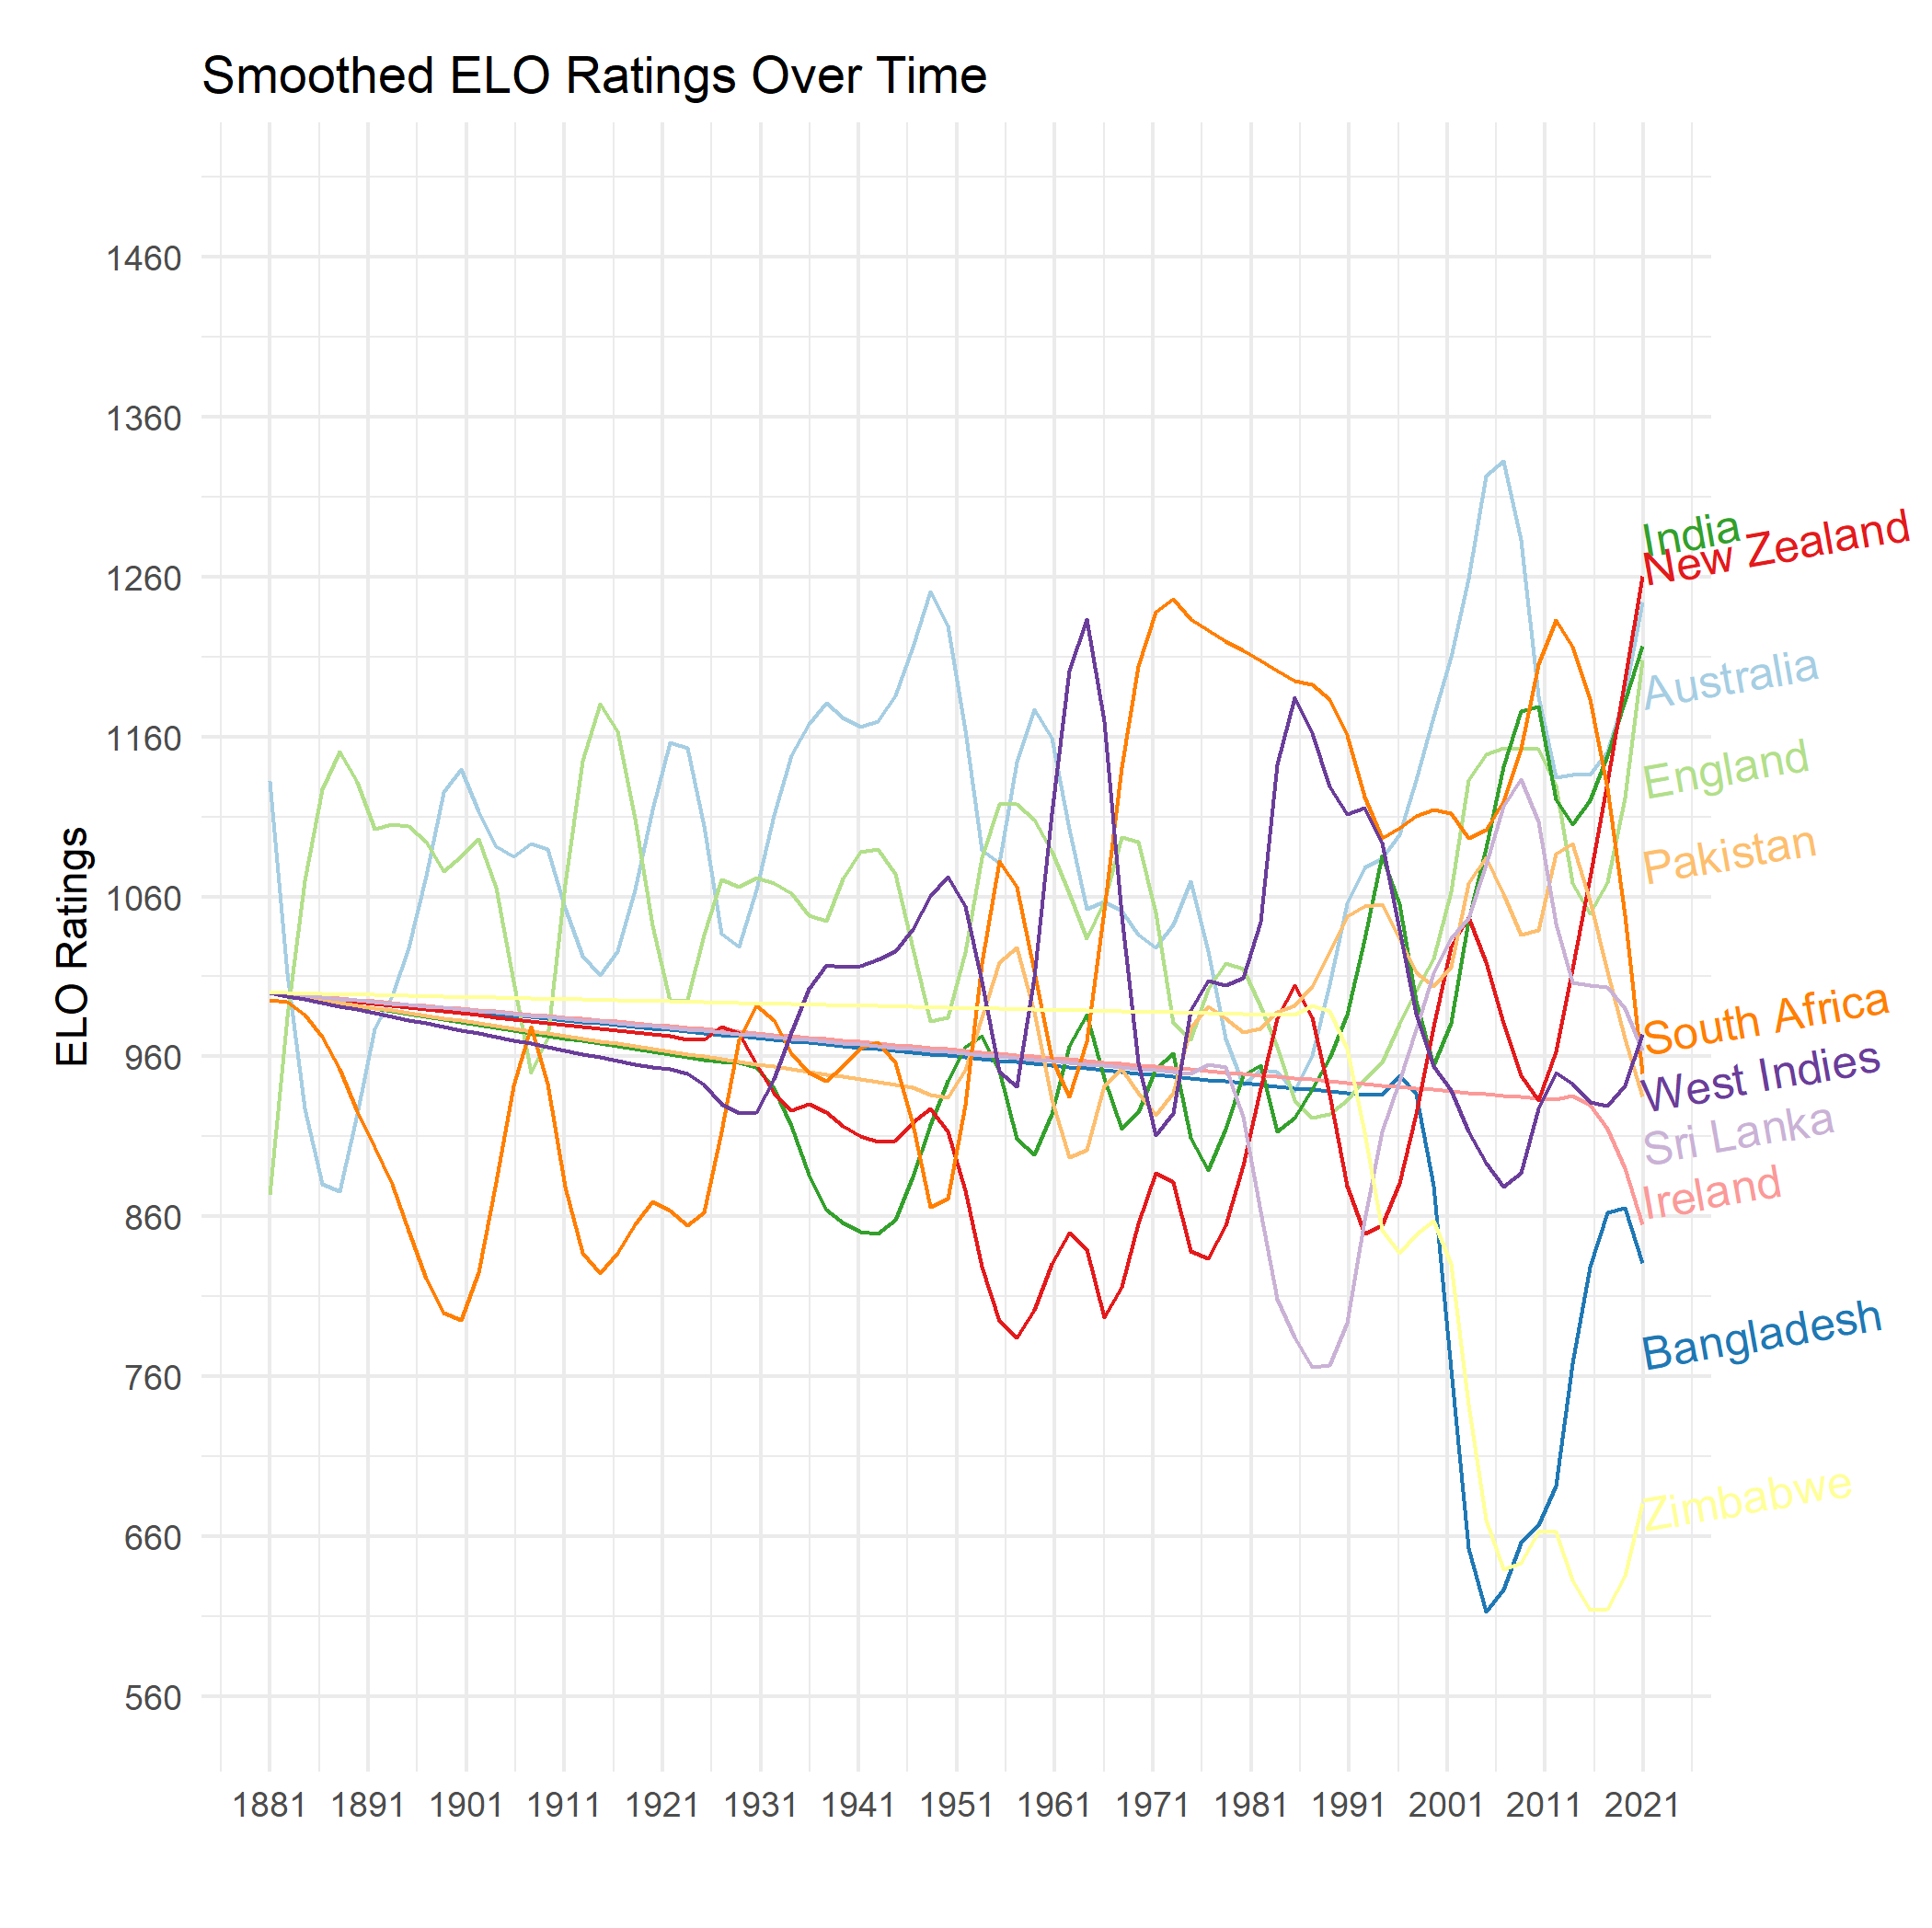 Smoothed ELO Ratings Over Time
1460
1360
1260
1160
1060
960
860
760
660
560
ELO Ratings
India
New Zealand
Australia
England
Pakistan
South Africa
West Indies
Sri Lanka
Ireland
Bangladesh
Zimbabwe
1881 1891 1901 1911 1921 1931 1941 1951 1961 1971 1981 1991 2001 2011 2021